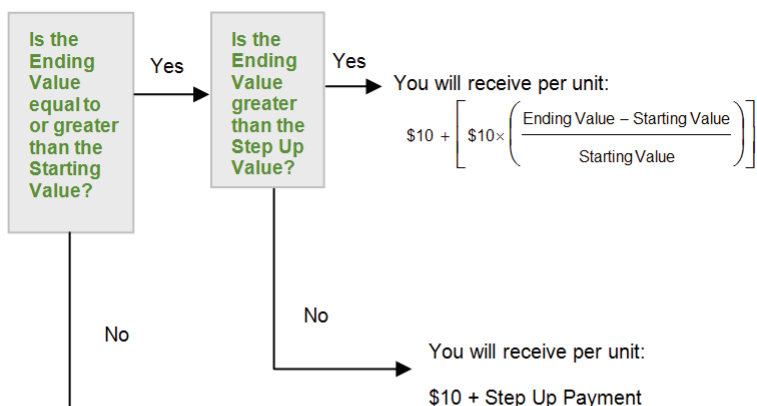 Is the
Ending
Value
equal to
or greater
than the
Starting
Value?
Yes
Is the
Ending
Value
greater
than the
Step Up
Value?
Yes
You will receive per unit:
$10 + [ $10× ( Ending Value – Starting Value
Starting Value ) ]
No
No
You will receive per unit:
$10 + Step Up Payment